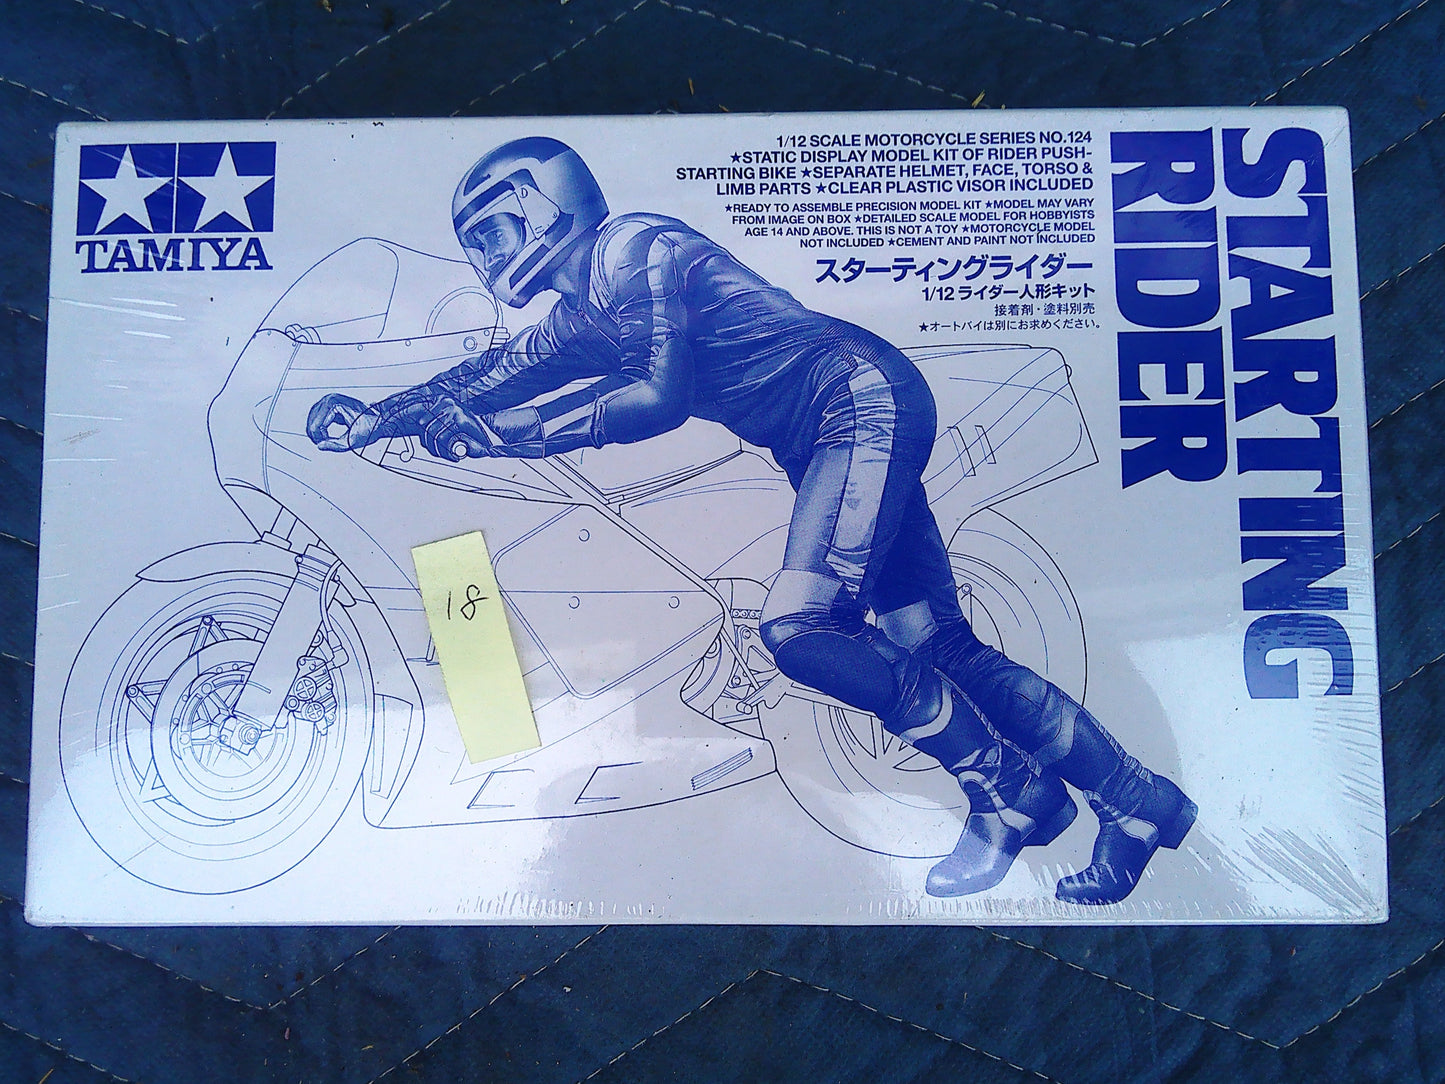 TAMIYA
1/12 SCALE MOTORCYCLE SERIES NO.124
★STATIC DISPLAY MODEL KIT OF RIDER PUSH-
STARTING BIKE ★SEPARATE HELMET, FACE, TORSO &
LIMB PARTS ★CLEAR PLASTIC VISOR INCLUDED
★READY TO ASSEMBLE PRECISION MODEL KIT ★MODEL MAY VARY
FROM IMAGE ON BOX ★DETAILED SCALE MODEL FOR HOBBYISTS
AGE 14 AND ABOVE. THIS IS NOT A TOY ★MOTORCYCLE MODEL
NOT INCLUDED ★CEMENT AND PAINT NOT INCLUDED
スターティングライダー
1/12 ライダー人形キット
接着剤・塗料別売
★オートバイは別にお求めください。
STARTING
RIDER
18